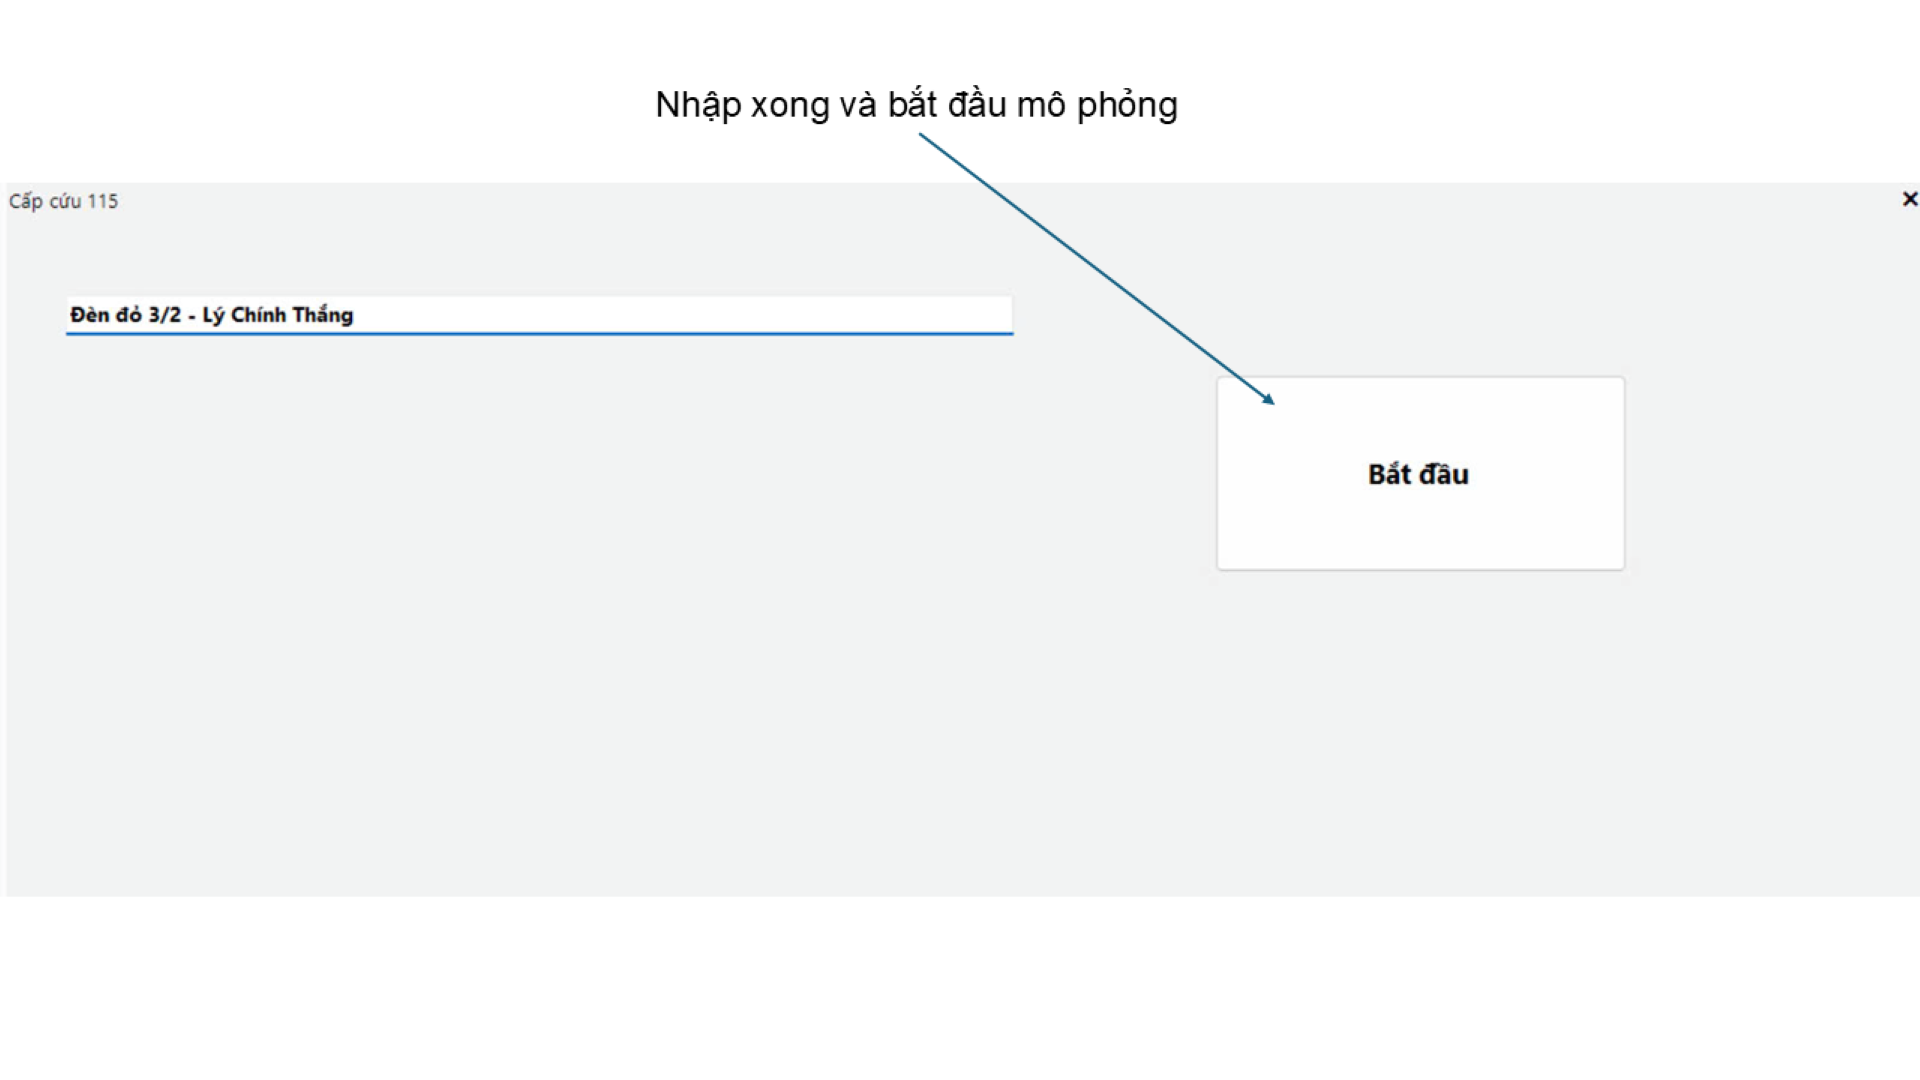 Nhập xong và bắt đầu mô phỏng
Cấp cứu 115
Đèn đỏ 3/2 - Lý Chính Thắng
Bắt đầu